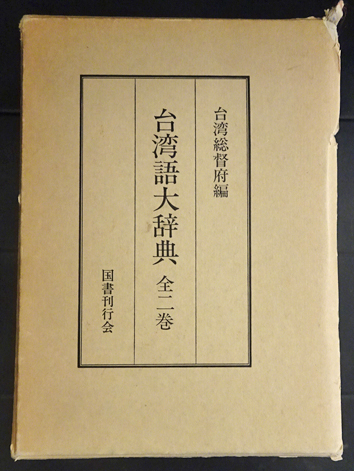 台湾総督府編
台湾語大辞典 全二巻
国書刊行会